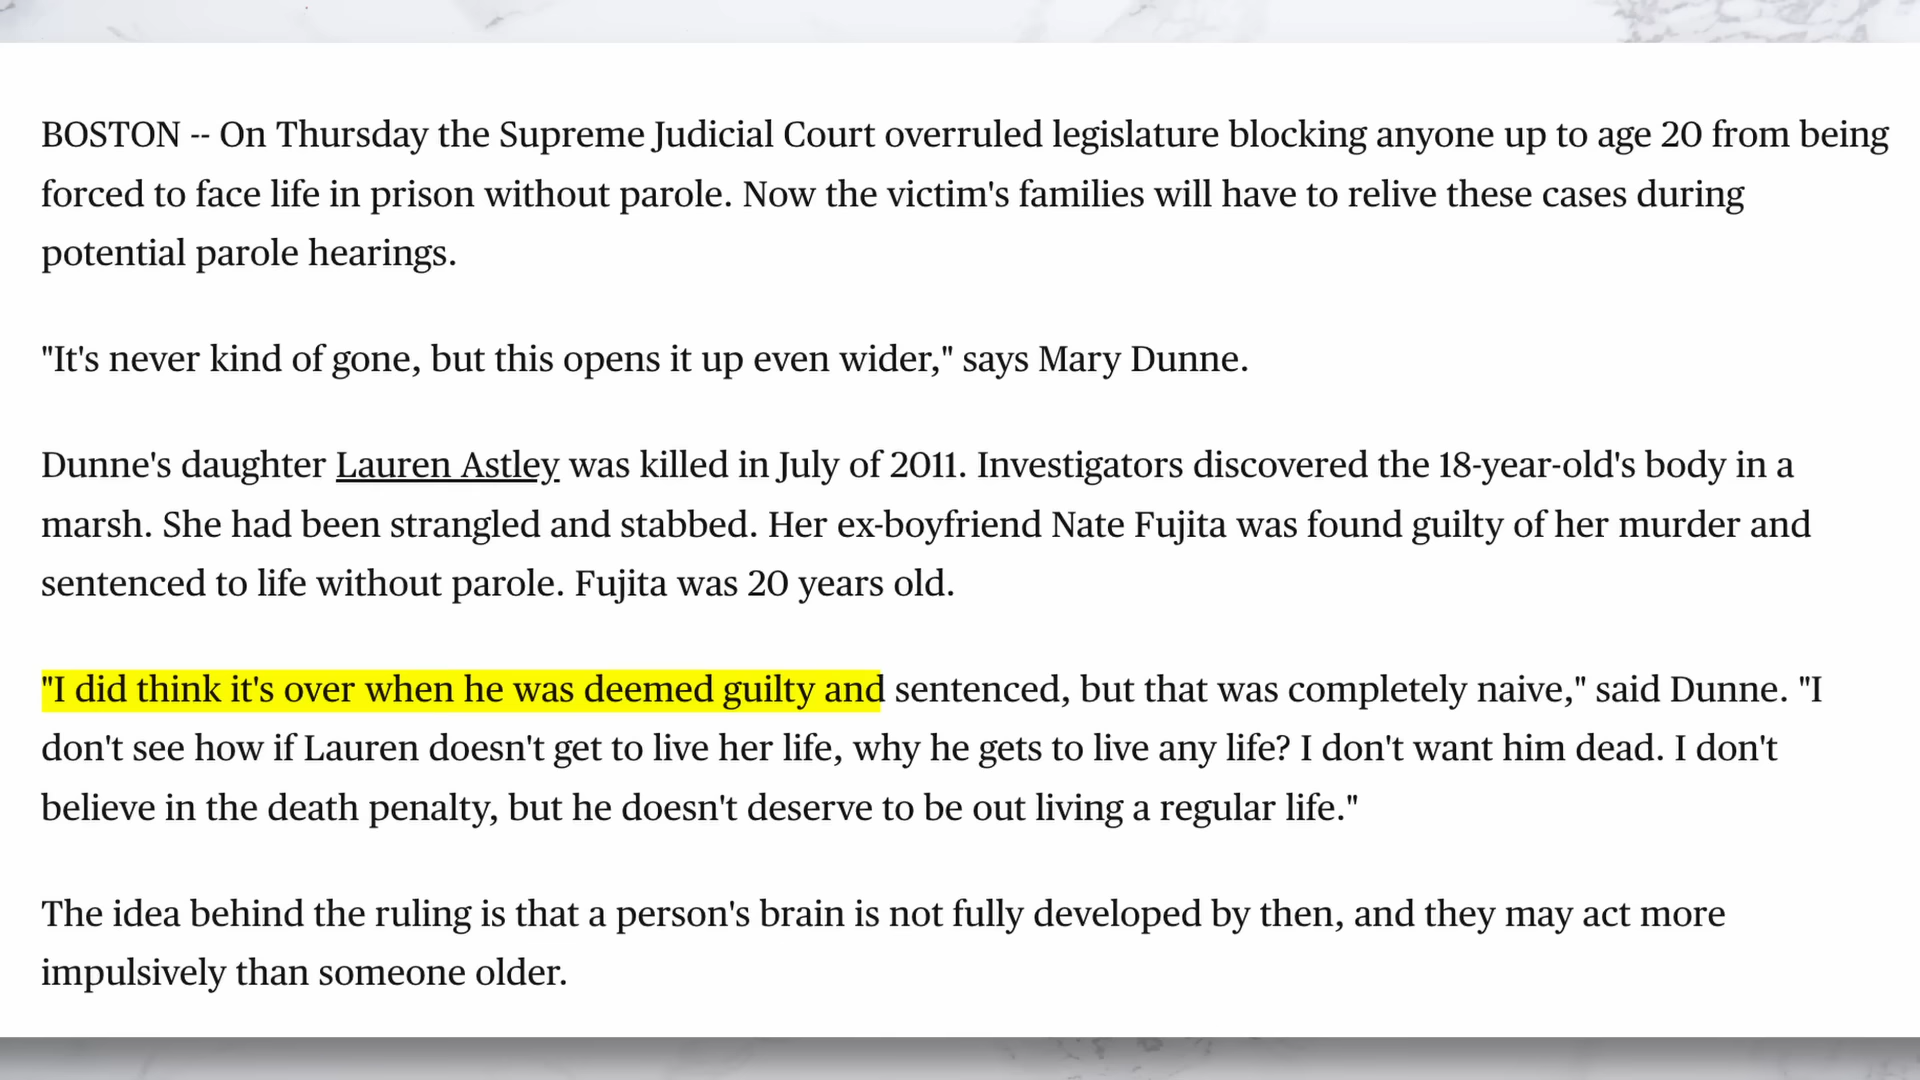 BOSTON -- On Thursday the Supreme Judicial Court overruled legislature blocking anyone up to age 20 from being
forced to face life in prison without parole. Now the victim's families will have to relive these cases during
potential parole hearings.
"It's never kind of gone, but this opens it up even wider," says Mary Dunne.
Dunne's daughter Lauren Astley was killed in July of 2011. Investigators discovered the 18-year-old's body in a
marsh. She had been strangled and stabbed. Her ex-boyfriend Nate Fujita was found guilty of her murder and
sentenced to life without parole. Fujita was 20 years old.
"I did think it's over when he was deemed guilty and sentenced, but that was completely naive," said Dunne. "I
don't see how if Lauren doesn't get to live her life, why he gets to live any life? I don't want him dead. I don't
believe in the death penalty, but he doesn't deserve to be out living a regular life."
The idea behind the ruling is that a person's brain is not fully developed by then, and they may act more
impulsively than someone older.